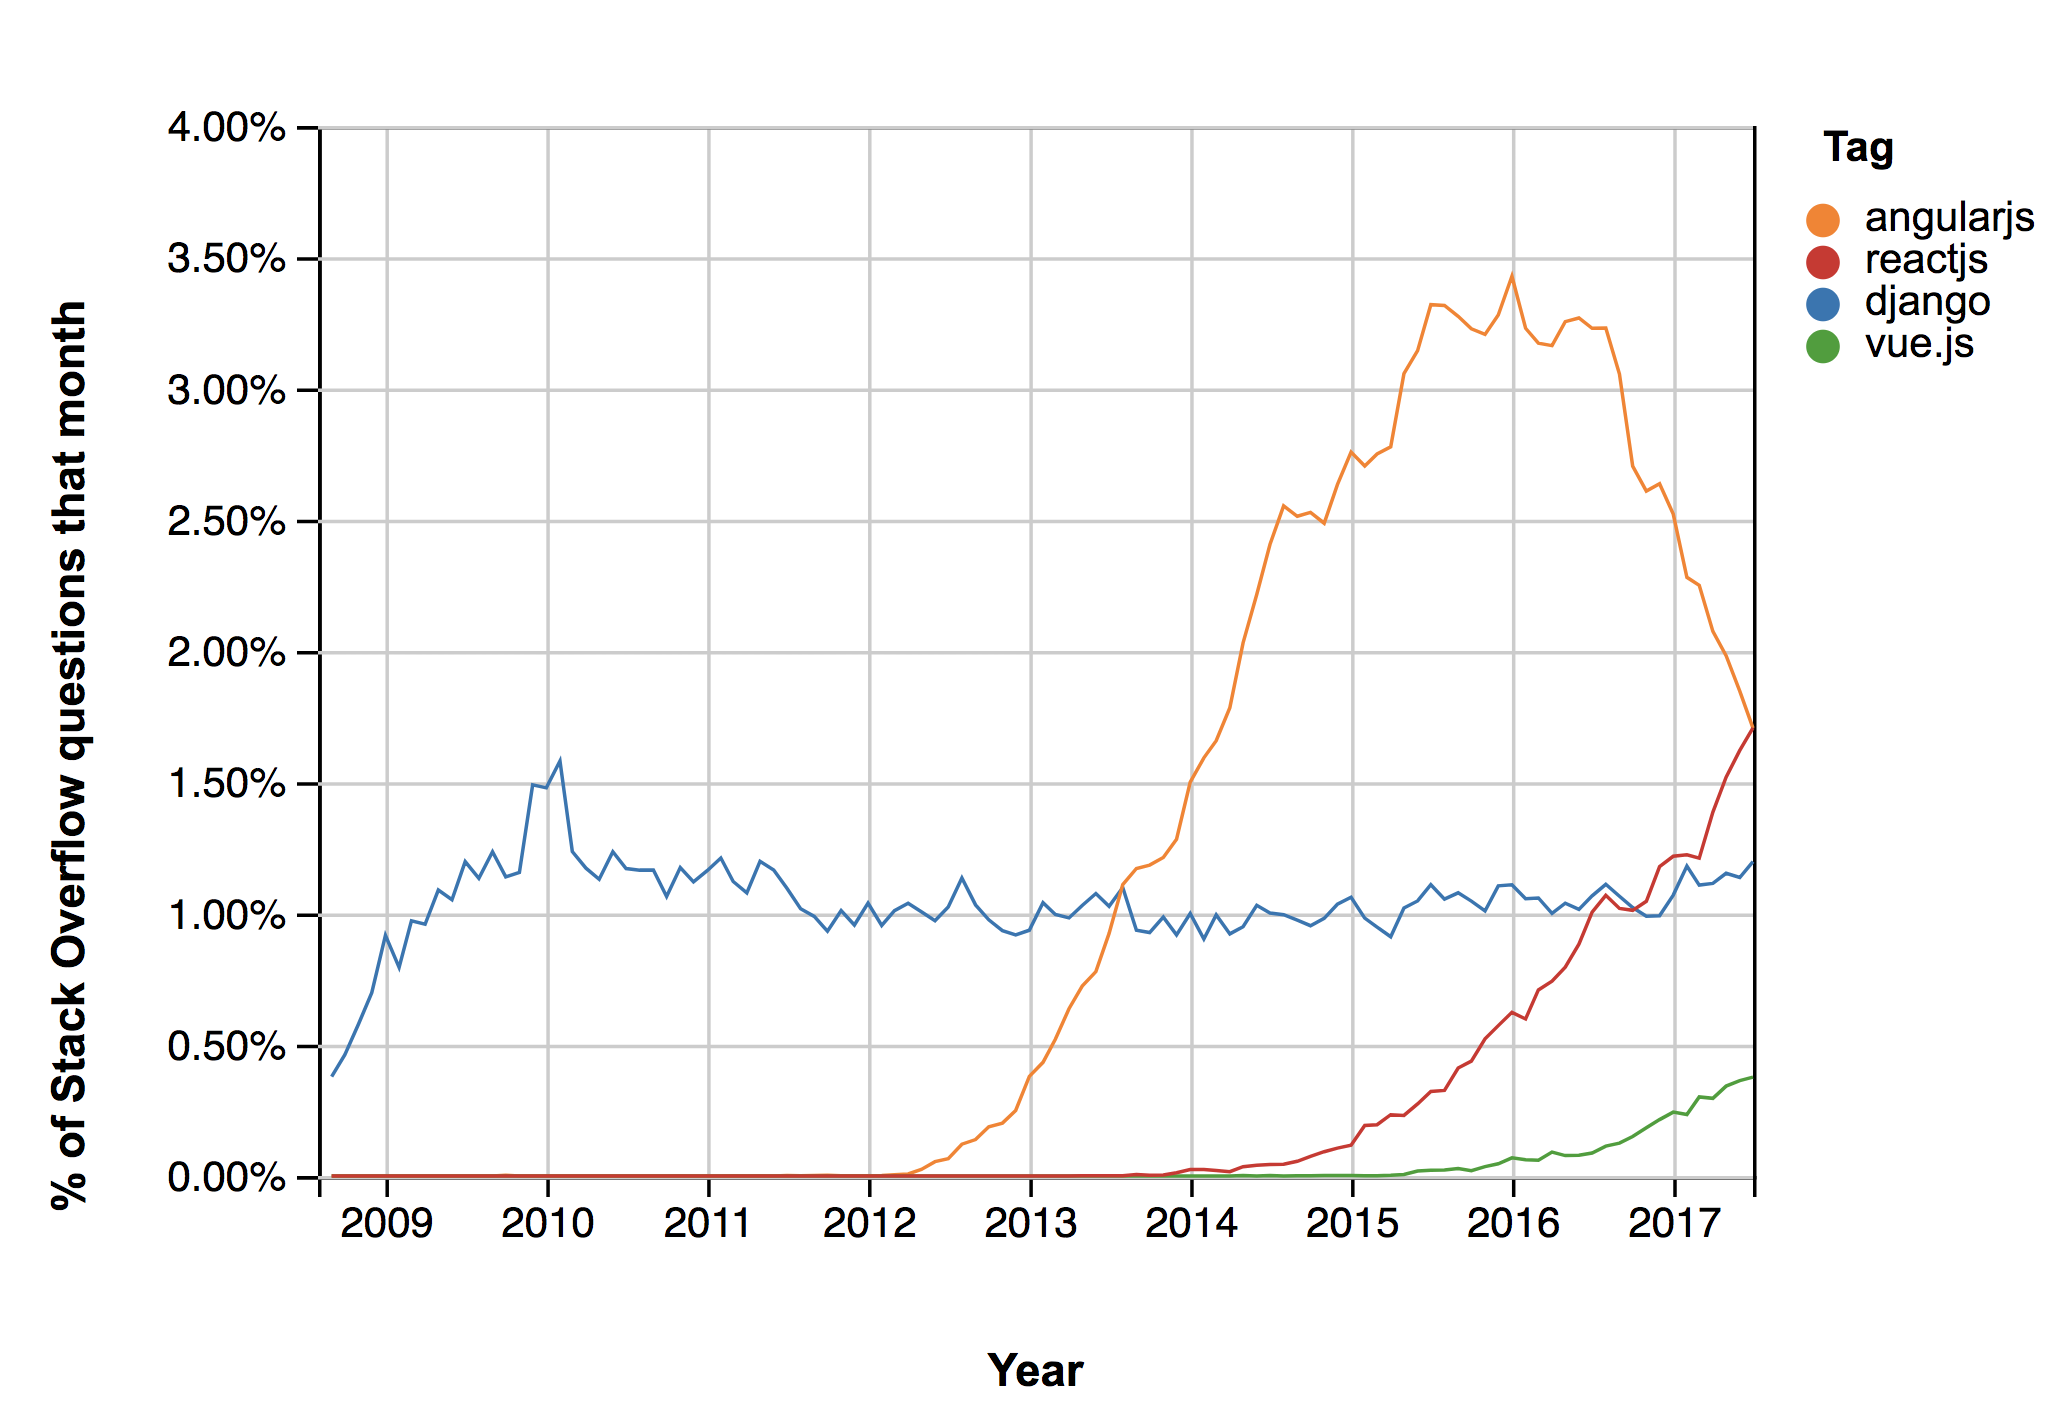 4.00%
3.50%
3.00%
2.50%
2.00%
1.50%
1.00%
0.50%
0.00%
% of Stack Overflow questions that month
2009 2010 2011 2012 2013 2014 2015 2016 2017
Year
Tag
angularjs
reactjs
django
vue.js